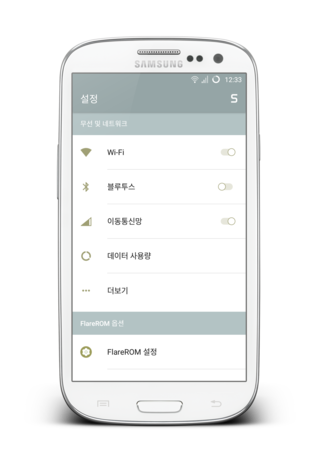 SAMSUNG
12:33
설정
S
무선 및 네트워크
Wi-Fi
블루투스
이동통신망
데이터 사용량
더보기
FlareROM 옵션
FlareROM 설정